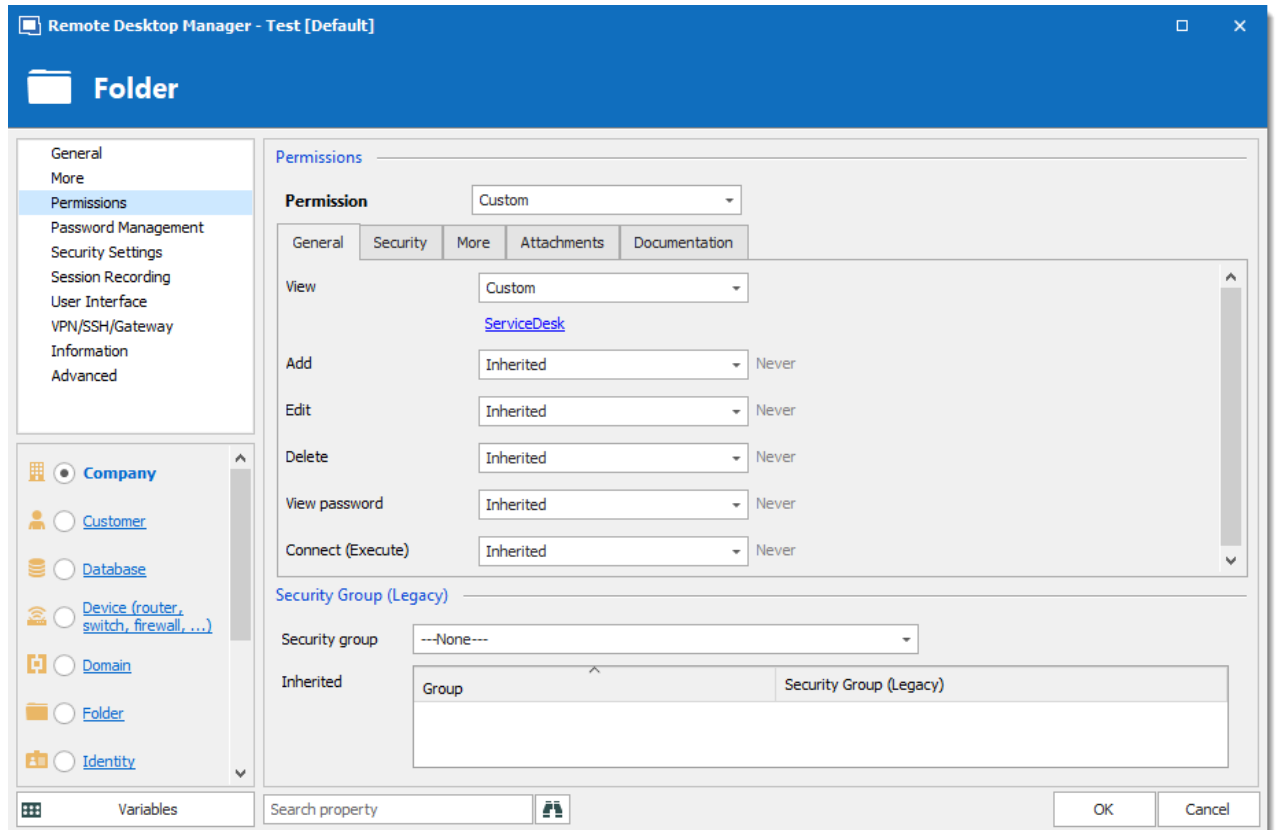 Remote Desktop Manager - Test [Default]
Folder
General
More
Permissions
Password Management
Security Settings
Session Recording
User Interface
VPN/SSH/Gateway
Information
Advanced
Company
Customer
Database
Device (router,
switch, firewall, ...)
Domain
Folder
Identity
Variables
Permissions
Permission Custom
General Security More Attachments Documentation
View Custom
ServiceDesk
Add Inherited Never
Edit Inherited Never
Delete Inherited Never
View password Inherited Never
Connect (Execute) Inherited Never
Security Group (Legacy)
Security group ---None---
Inherited Group Security Group (Legacy)
Search property
OK Cancel